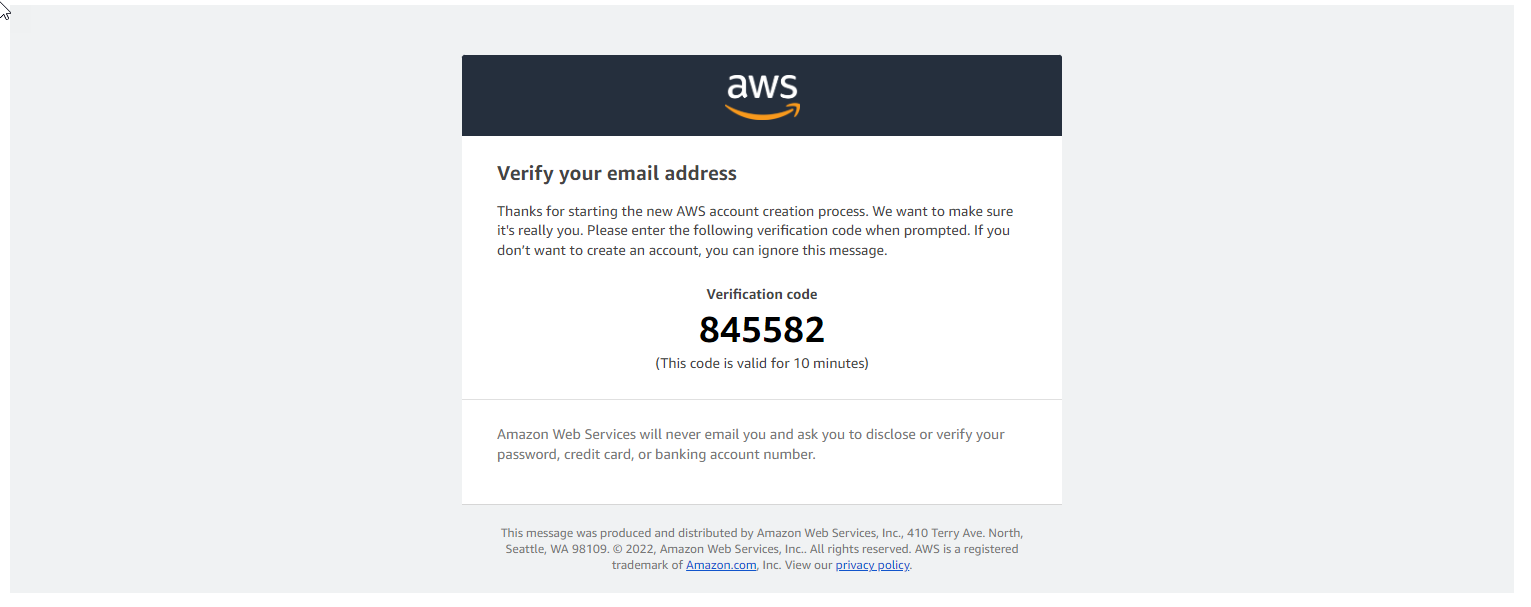 aws
Verify your email address
Thanks for starting the new AWS account creation process. We want to make sure
it's really you. Please enter the following verification code when prompted. If you
don’t want to create an account, you can ignore this message.
Verification code
845582
(This code is valid for 10 minutes)
Amazon Web Services will never email you and ask you to disclose or verify your
password, credit card, or banking account number.
This message was produced and distributed by Amazon Web Services, Inc., 410 Terry Ave. North,
Seattle, WA 98109. © 2022, Amazon Web Services, Inc.. All rights reserved. AWS is a registered
trademark of Amazon.com, Inc. View our privacy policy.